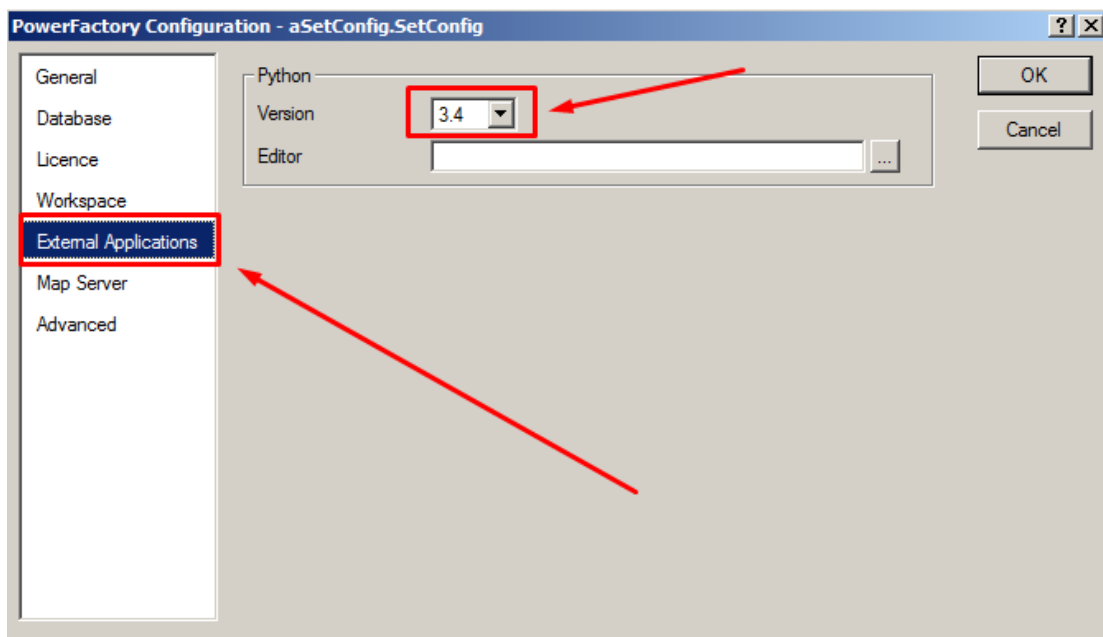 PowerFactory Configuration - aSetConfig.SetConfig
General
Database
Licence
Workspace
External Applications
Map Server
Advanced
Python
Version 3.4
Editor ...
OK
Cancel